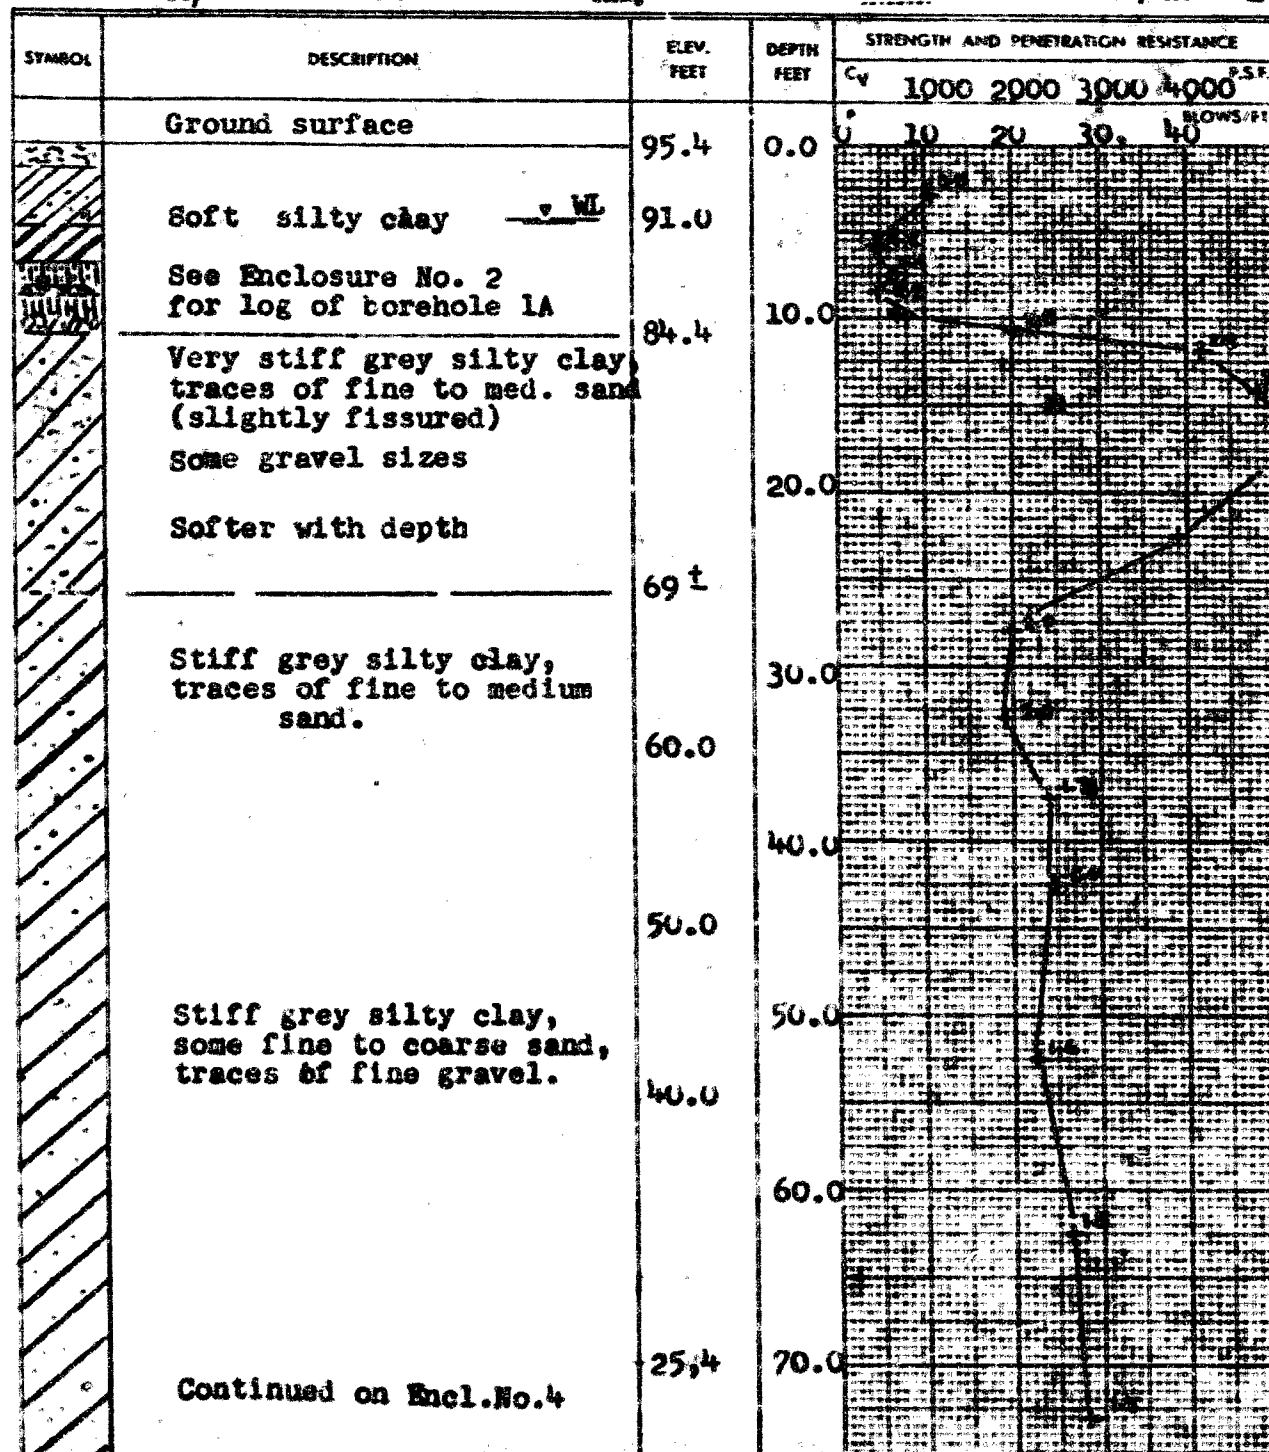 SYMBOL
DESCRIPTION
ELEV.
FEET
DEPTH
FEET
STRENGTH AND PENETRATION RESISTANCE
P.S.F.
1000 2000 3000 4000
BLOWS/FT
0 10 20 30. 40
Ground surface
95.4
0.0
Soft silty clay
WL
91.0
See Enclosure No. 2
for log of borehole 1A
10.0
84.4
Very stiff grey silty clay,
traces of fine to med. sand
(slightly fissured)
Some gravel sizes
20.0
Softer with depth
69 ±
Stiff grey silty clay,
traces of fine to medium
sand.
30.0
60.0
40.0
50.0
Stiff grey silty clay,
some fine to coarse sand,
traces of fine gravel.
50.0
40.0
60.0
25,4
70.0
Continued on Encl.No.4